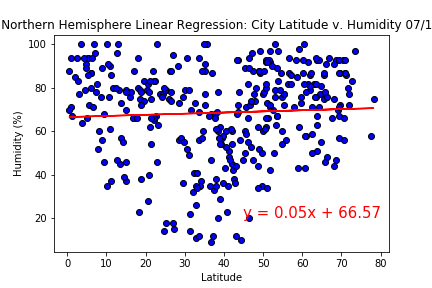 Northern Hemisphere Linear Regression: City Latitude v. Humidity 07/1
100
80
60
40
20
Humidity (%)
y = 0.05x + 66.57
0 10 20 30 40 50 60 70 80
Latitude